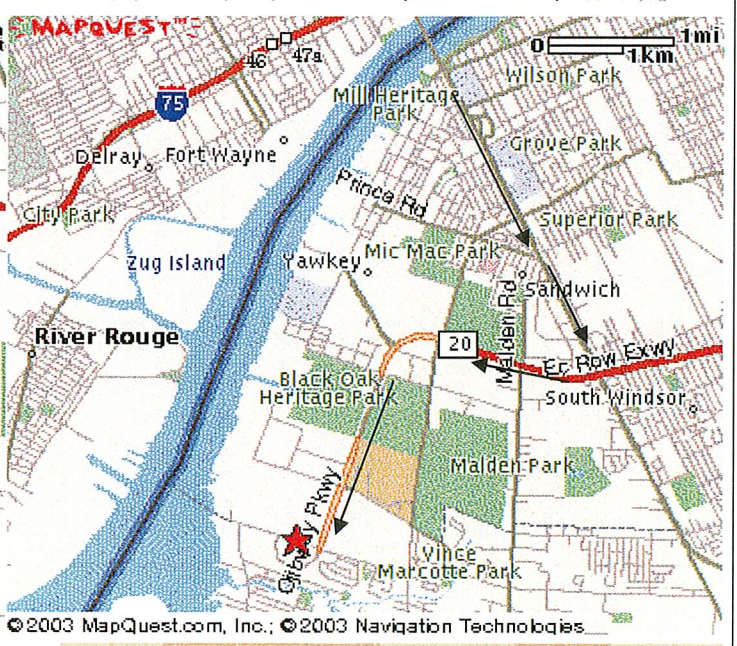 MAPQUEST™
46
47a
0
1mi
1km
Wilson Park
75
Mill Heritage
Park
Grove Park
Delray
Fort Wayne
Prince Rd
City Park
Superior Park
Mic Mac Park
Zug Island
Yawkey
Sandwich
Malden Rd
River Rouge
20
Ec Row Exwy
Black Oak
Heritage Park
South Windsor
Malden Park
Ojibway Pkwy
Vince
Marcotte Park
©2003 MapQuest.com, Inc.; ©2003 Navigation Technologies